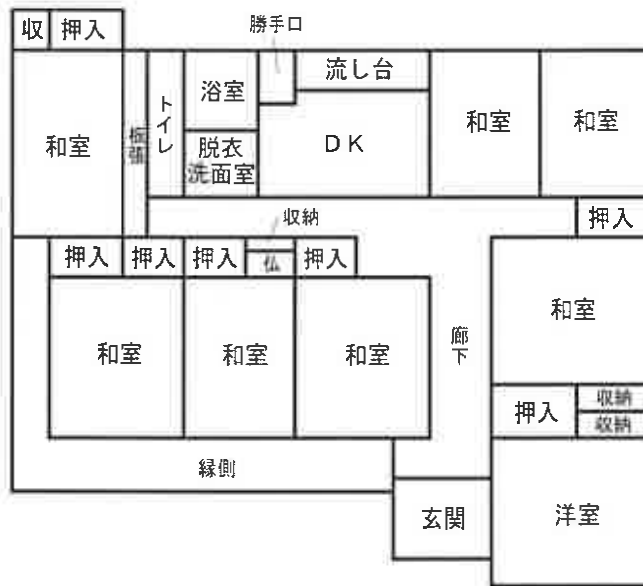 勝手口
収
押入
流し台
浴室
トイレ
板張
和室
脱衣
洗面室
DK
和室
和室
収納
押入
押入
押入
押入
仏
押入
和室
和室
和室
廊下
和室
押入
収納
収納
縁側
玄関
洋室